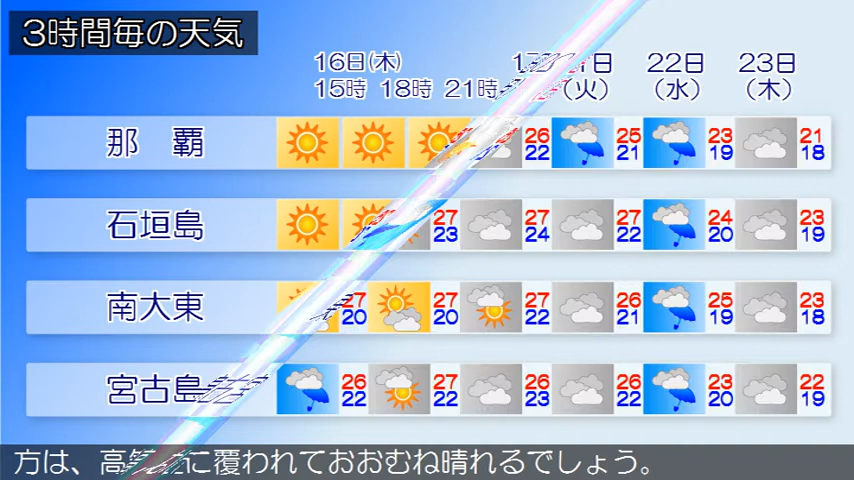 3時間毎の天気
16日(木) 22日 23日
15時 18時 21時 (火) (水) (木)
那 覇 26 22 25 21 23 19 21 18
石垣島 27 23 27 24 27 22 24 20 23 19
南大東 27 20 27 20 27 22 26 21 25 19 23 18
宮古島 26 22 27 22 26 23 26 22 23 20 22 19
方は、高気圧に覆われておおむね晴れるでしょう。